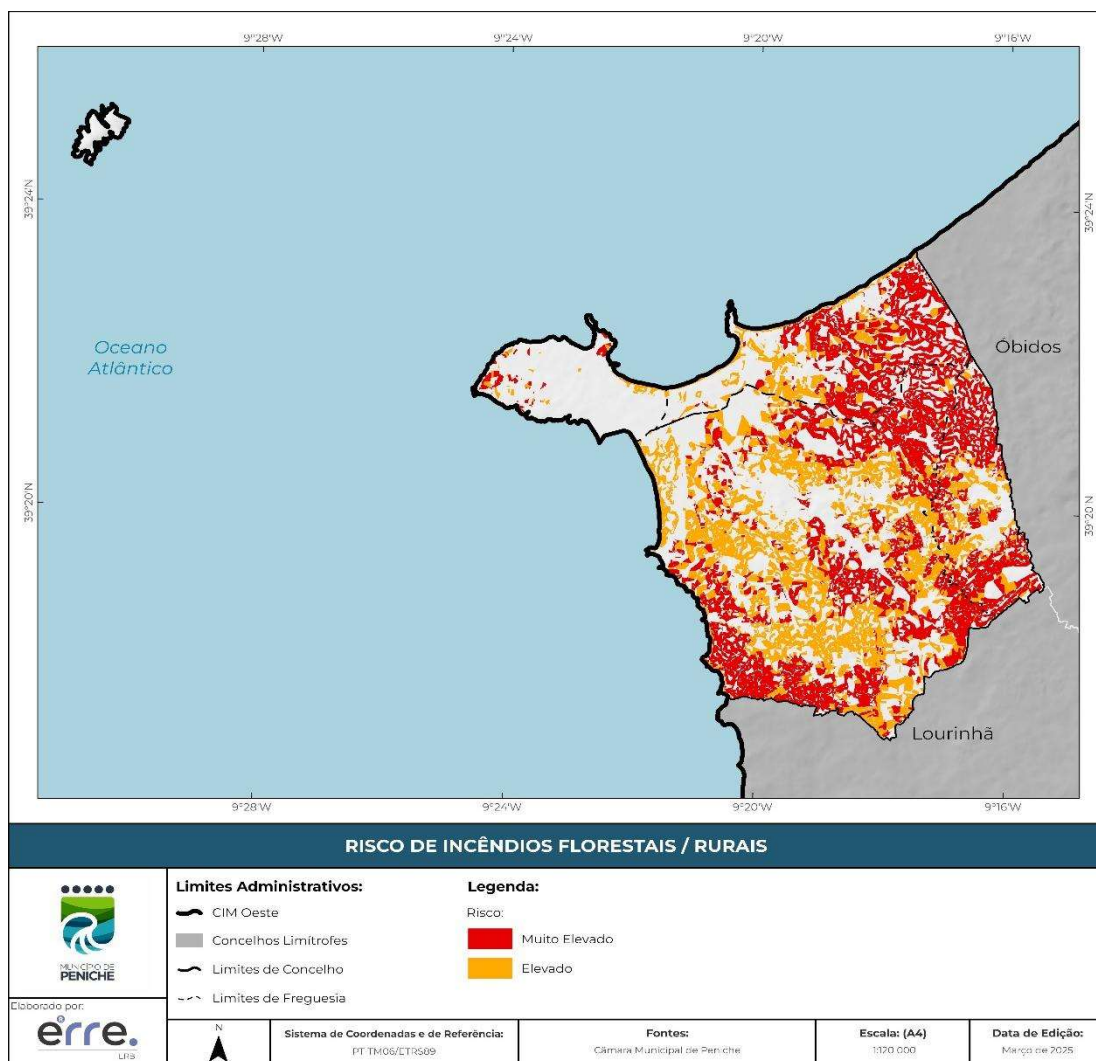 9°28'W 9°24'W 9°20'W 9°16'W
39°24'N 39°24'N
Oceano
Atlântico
Óbidos
39°20'N 39°20'N
Lourinhã
9°28'W 9°24'W 9°20'W 9°16'W
RISCO DE INCÊNDIOS FLORESTAIS / RURAIS
MUNICÍPIO DE
PENICHE
Limites Administrativos:
CIM Oeste
Concelhos Limítrofes
Limites de Concelho
Limites de Freguesia
Legenda:
Risco:
Muito Elevado
Elevado
Elaborado por:
erre.
LRB
N
Sistema de Coordenadas e de Referência:
PT-TM06/ETRS89
Fontes:
Câmara Municipal de Peniche
Escala: (A4)
1:120 000
Data de Edição:
Março de 2025